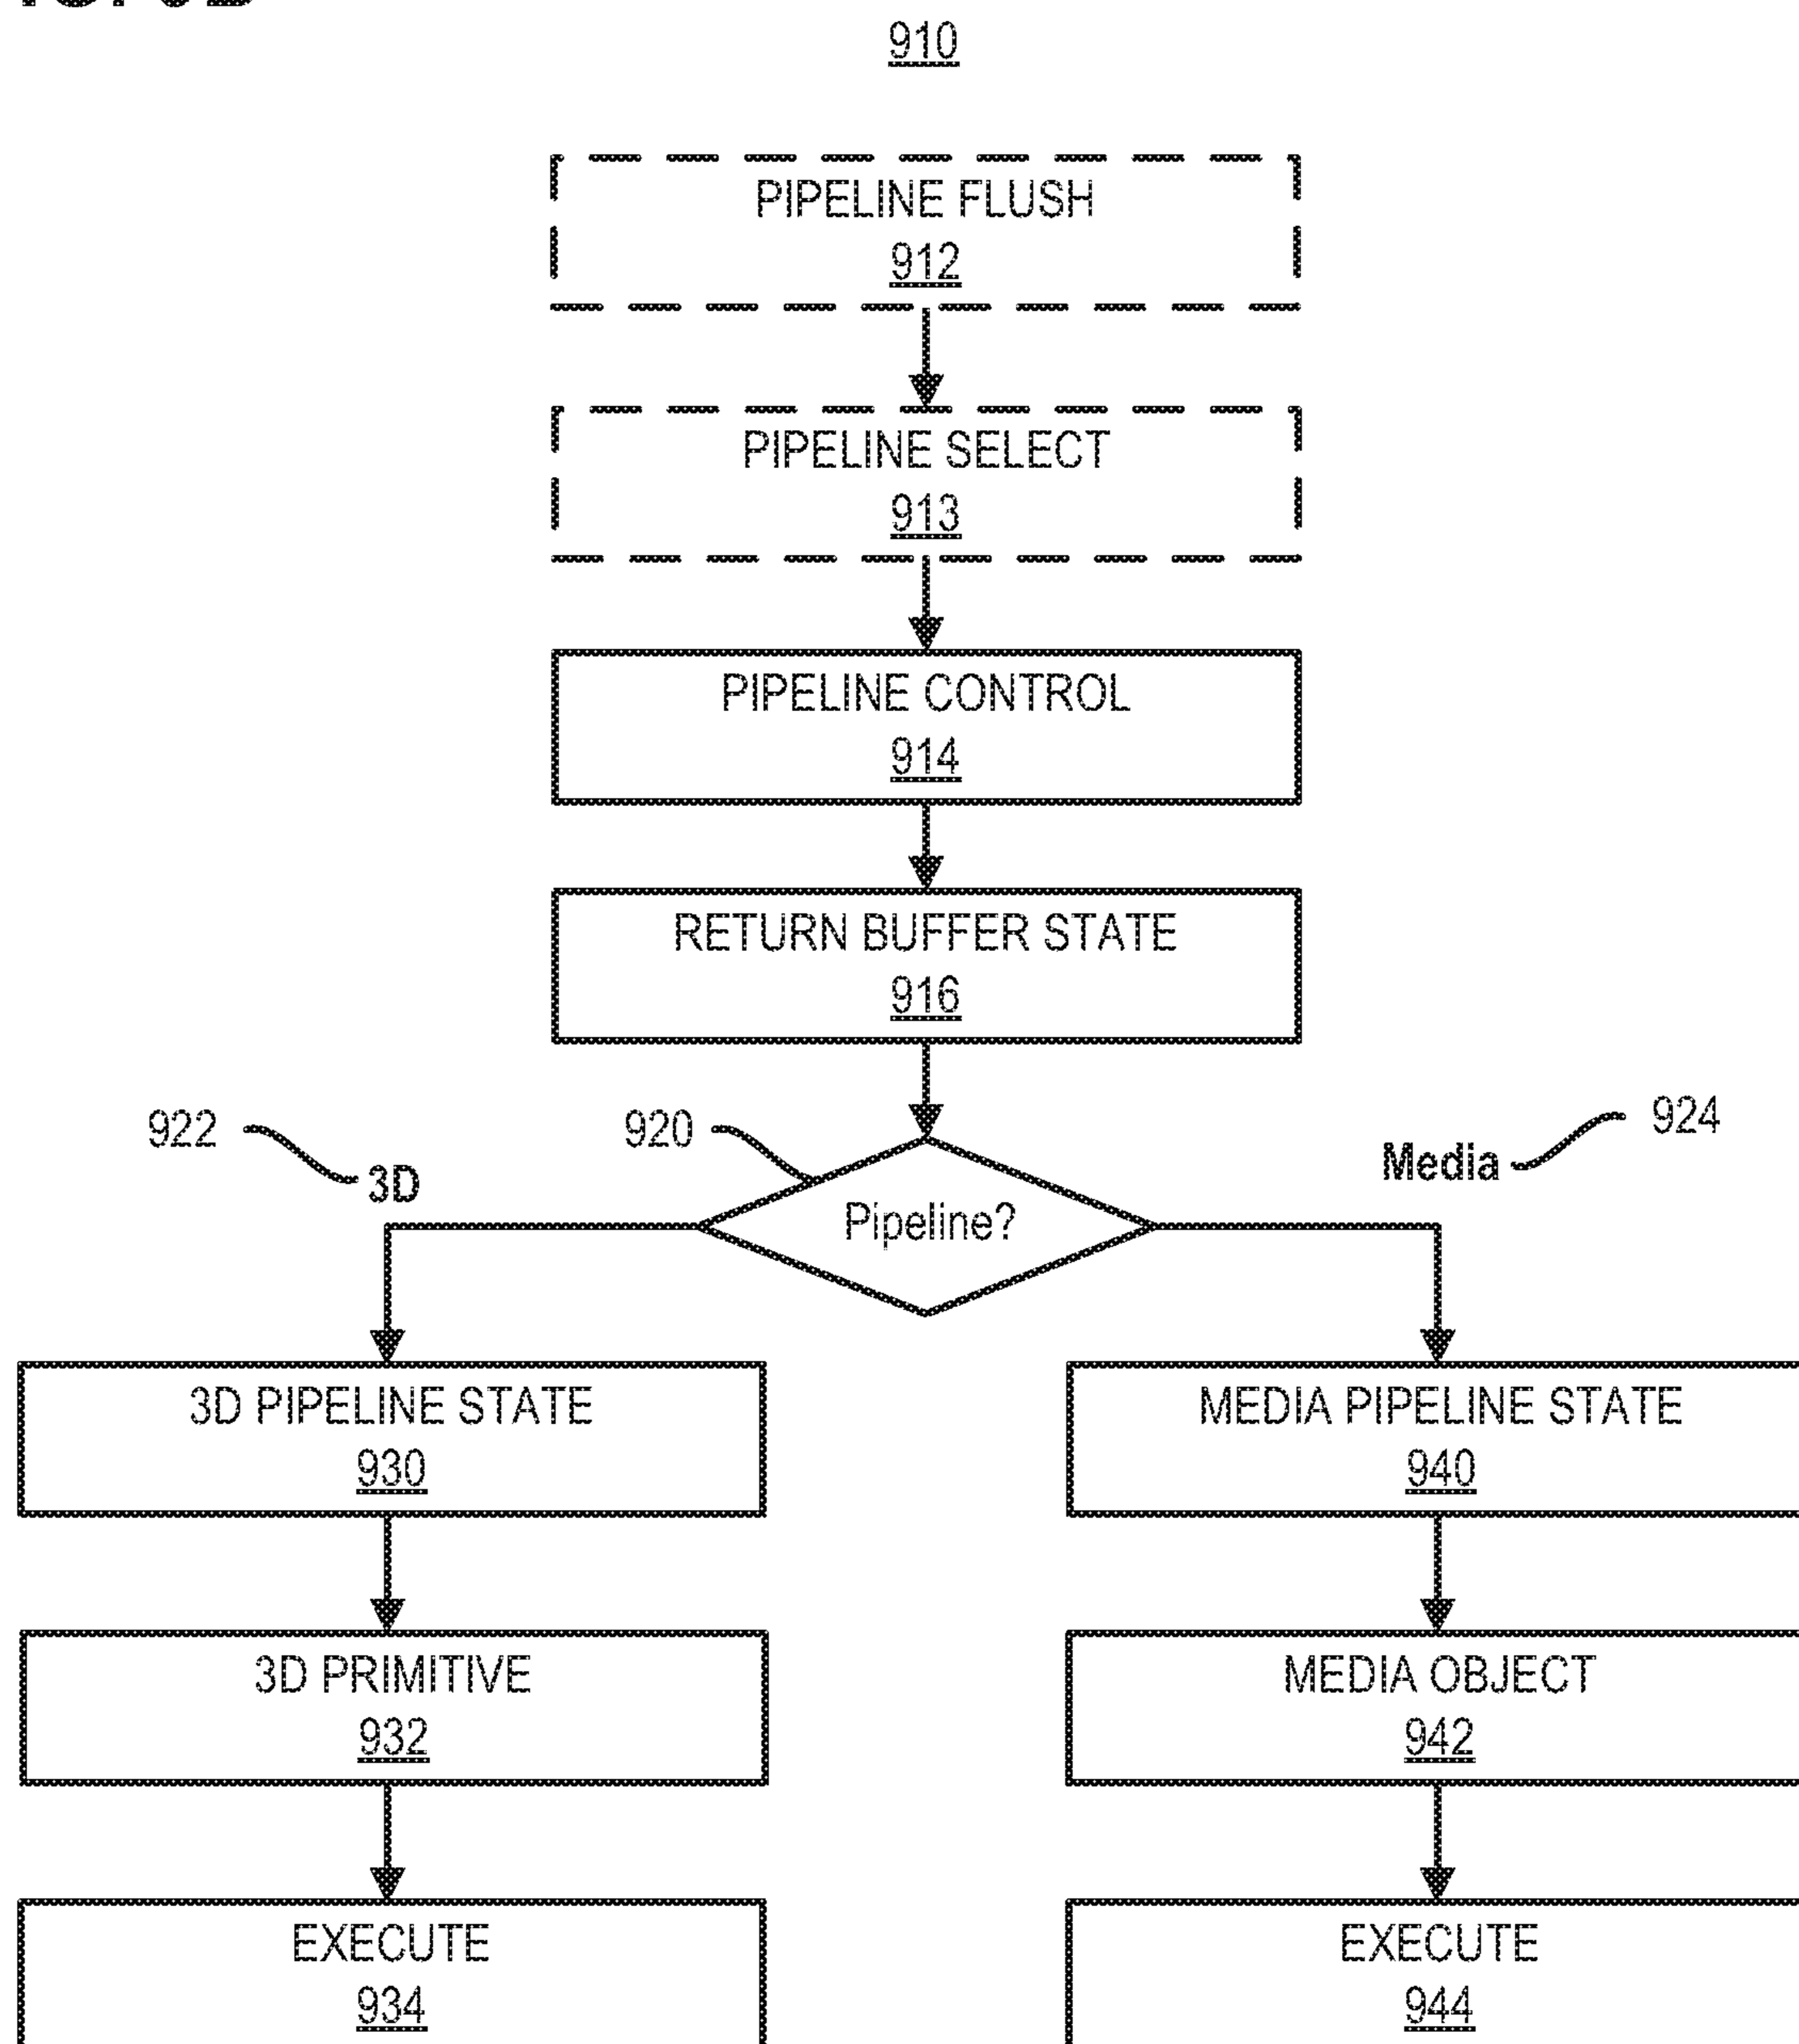 910
PIPELINE FLUSH
912
PIPELINE SELECT
913
PIPELINE CONTROL
914
RETURN BUFFER STATE
916
922
920
924
3D
Media
Pipeline?
3D PIPELINE STATE
930
MEDIA PIPELINE STATE
940
3D PRIMITIVE
932
MEDIA OBJECT
942
EXECUTE
934
EXECUTE
944